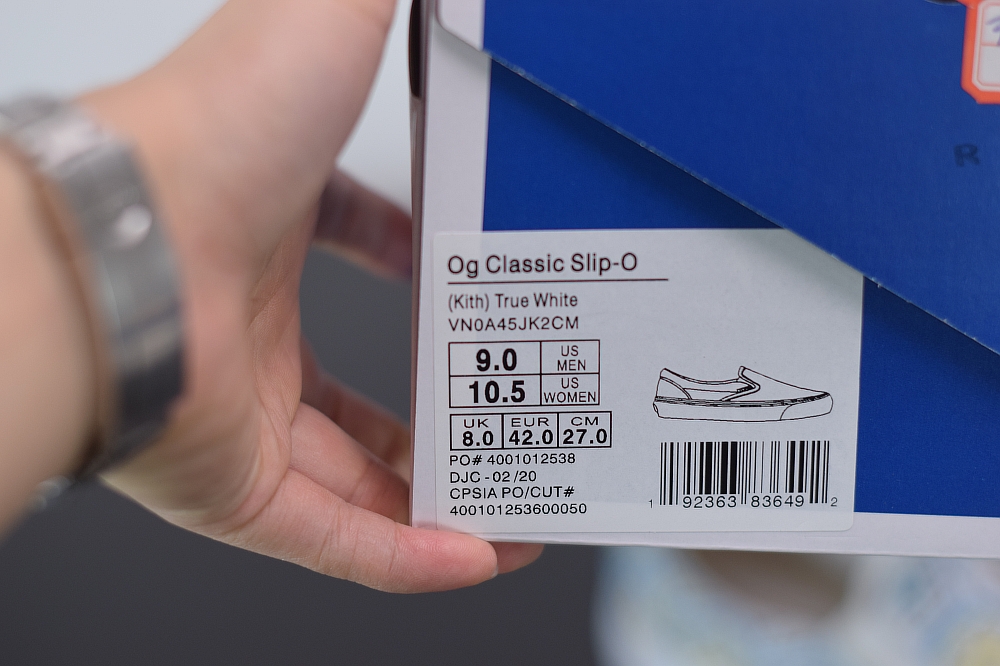 R
Og Classic Slip-O
(Kith) True White
VN0A45JK2CM
9.0 US MEN
10.5 US WOMEN
UK EUR CM
8.0 42.0 27.0
PO# 4001012538
DJC - 02 /20
CPSIA PO/CUT#
400101253600050
1 92363 83649 2